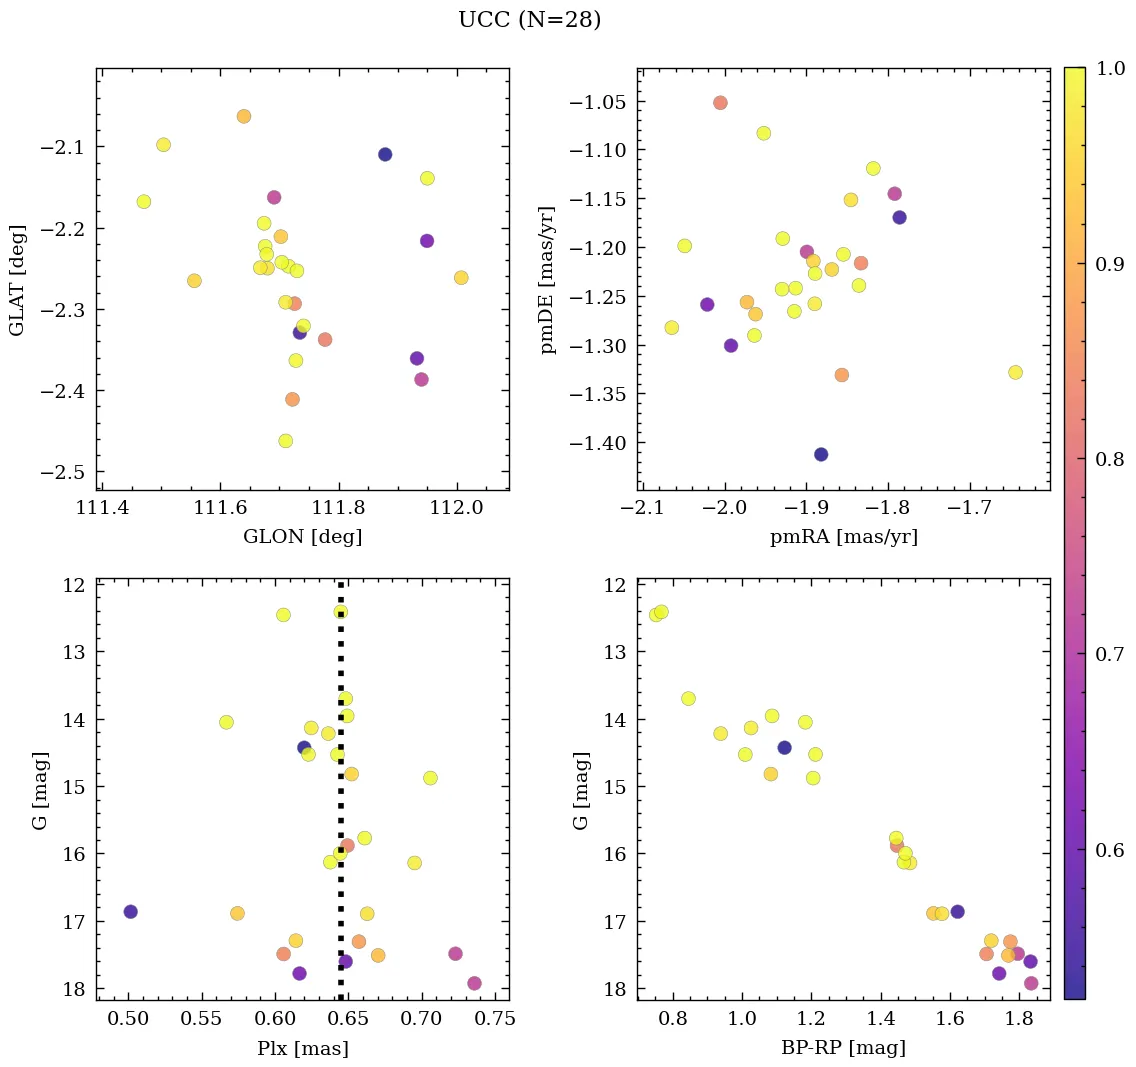 UCC (N=28)
−2.1
−2.2
−2.3
−2.4
−2.5
GLAT [deg]
111.4 111.6 111.8 112.0
GLON [deg]
−1.05
−1.10
−1.15
−1.20
−1.25
−1.30
−1.35
−1.40
pmDE [mas/yr]
−2.1 −2.0 −1.9 −1.8 −1.7
pmRA [mas/yr]
1.0
0.9
0.8
0.7
0.6
12
13
14
15
16
17
18
G [mag]
0.50 0.55 0.60 0.65 0.70 0.75
Plx [mas]
12
13
14
15
16
17
18
G [mag]
0.8 1.0 1.2 1.4 1.6 1.8
BP-RP [mag]